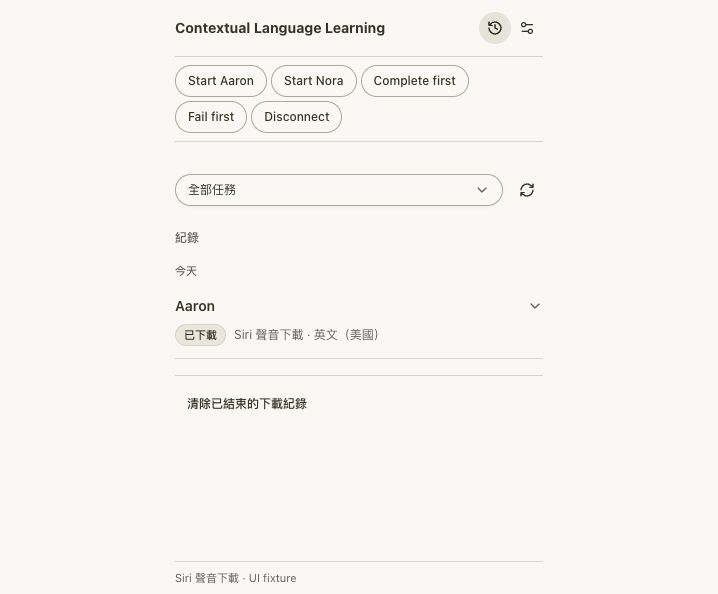 Contextual Language Learning
Start Aaron Start Nora Complete first
Fail first Disconnect
全部任務
紀錄
今天
Aaron
已下載 Siri 聲音下載 · 英文（美國）
清除已結束的下載紀錄
Siri 聲音下載 · UI fixture